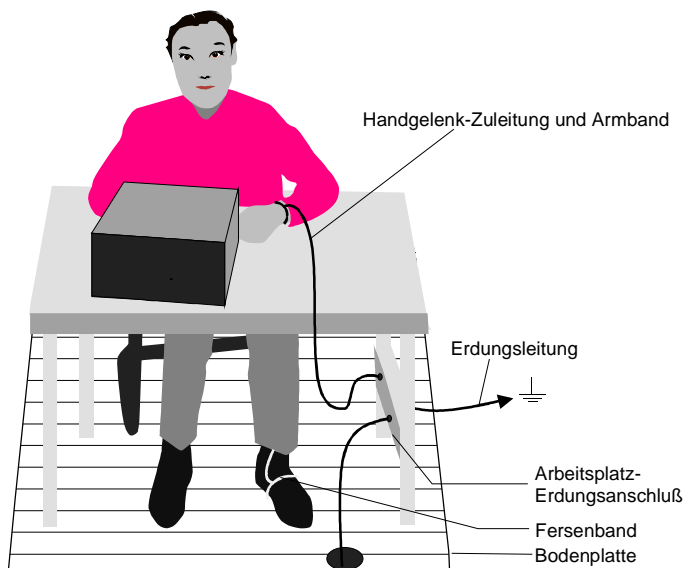 Handgelenk-Zuleitung und Armband
Erdungsleitung
Arbeitsplatz-
Erdungsanschluß
Fersenband
Bodenplatte